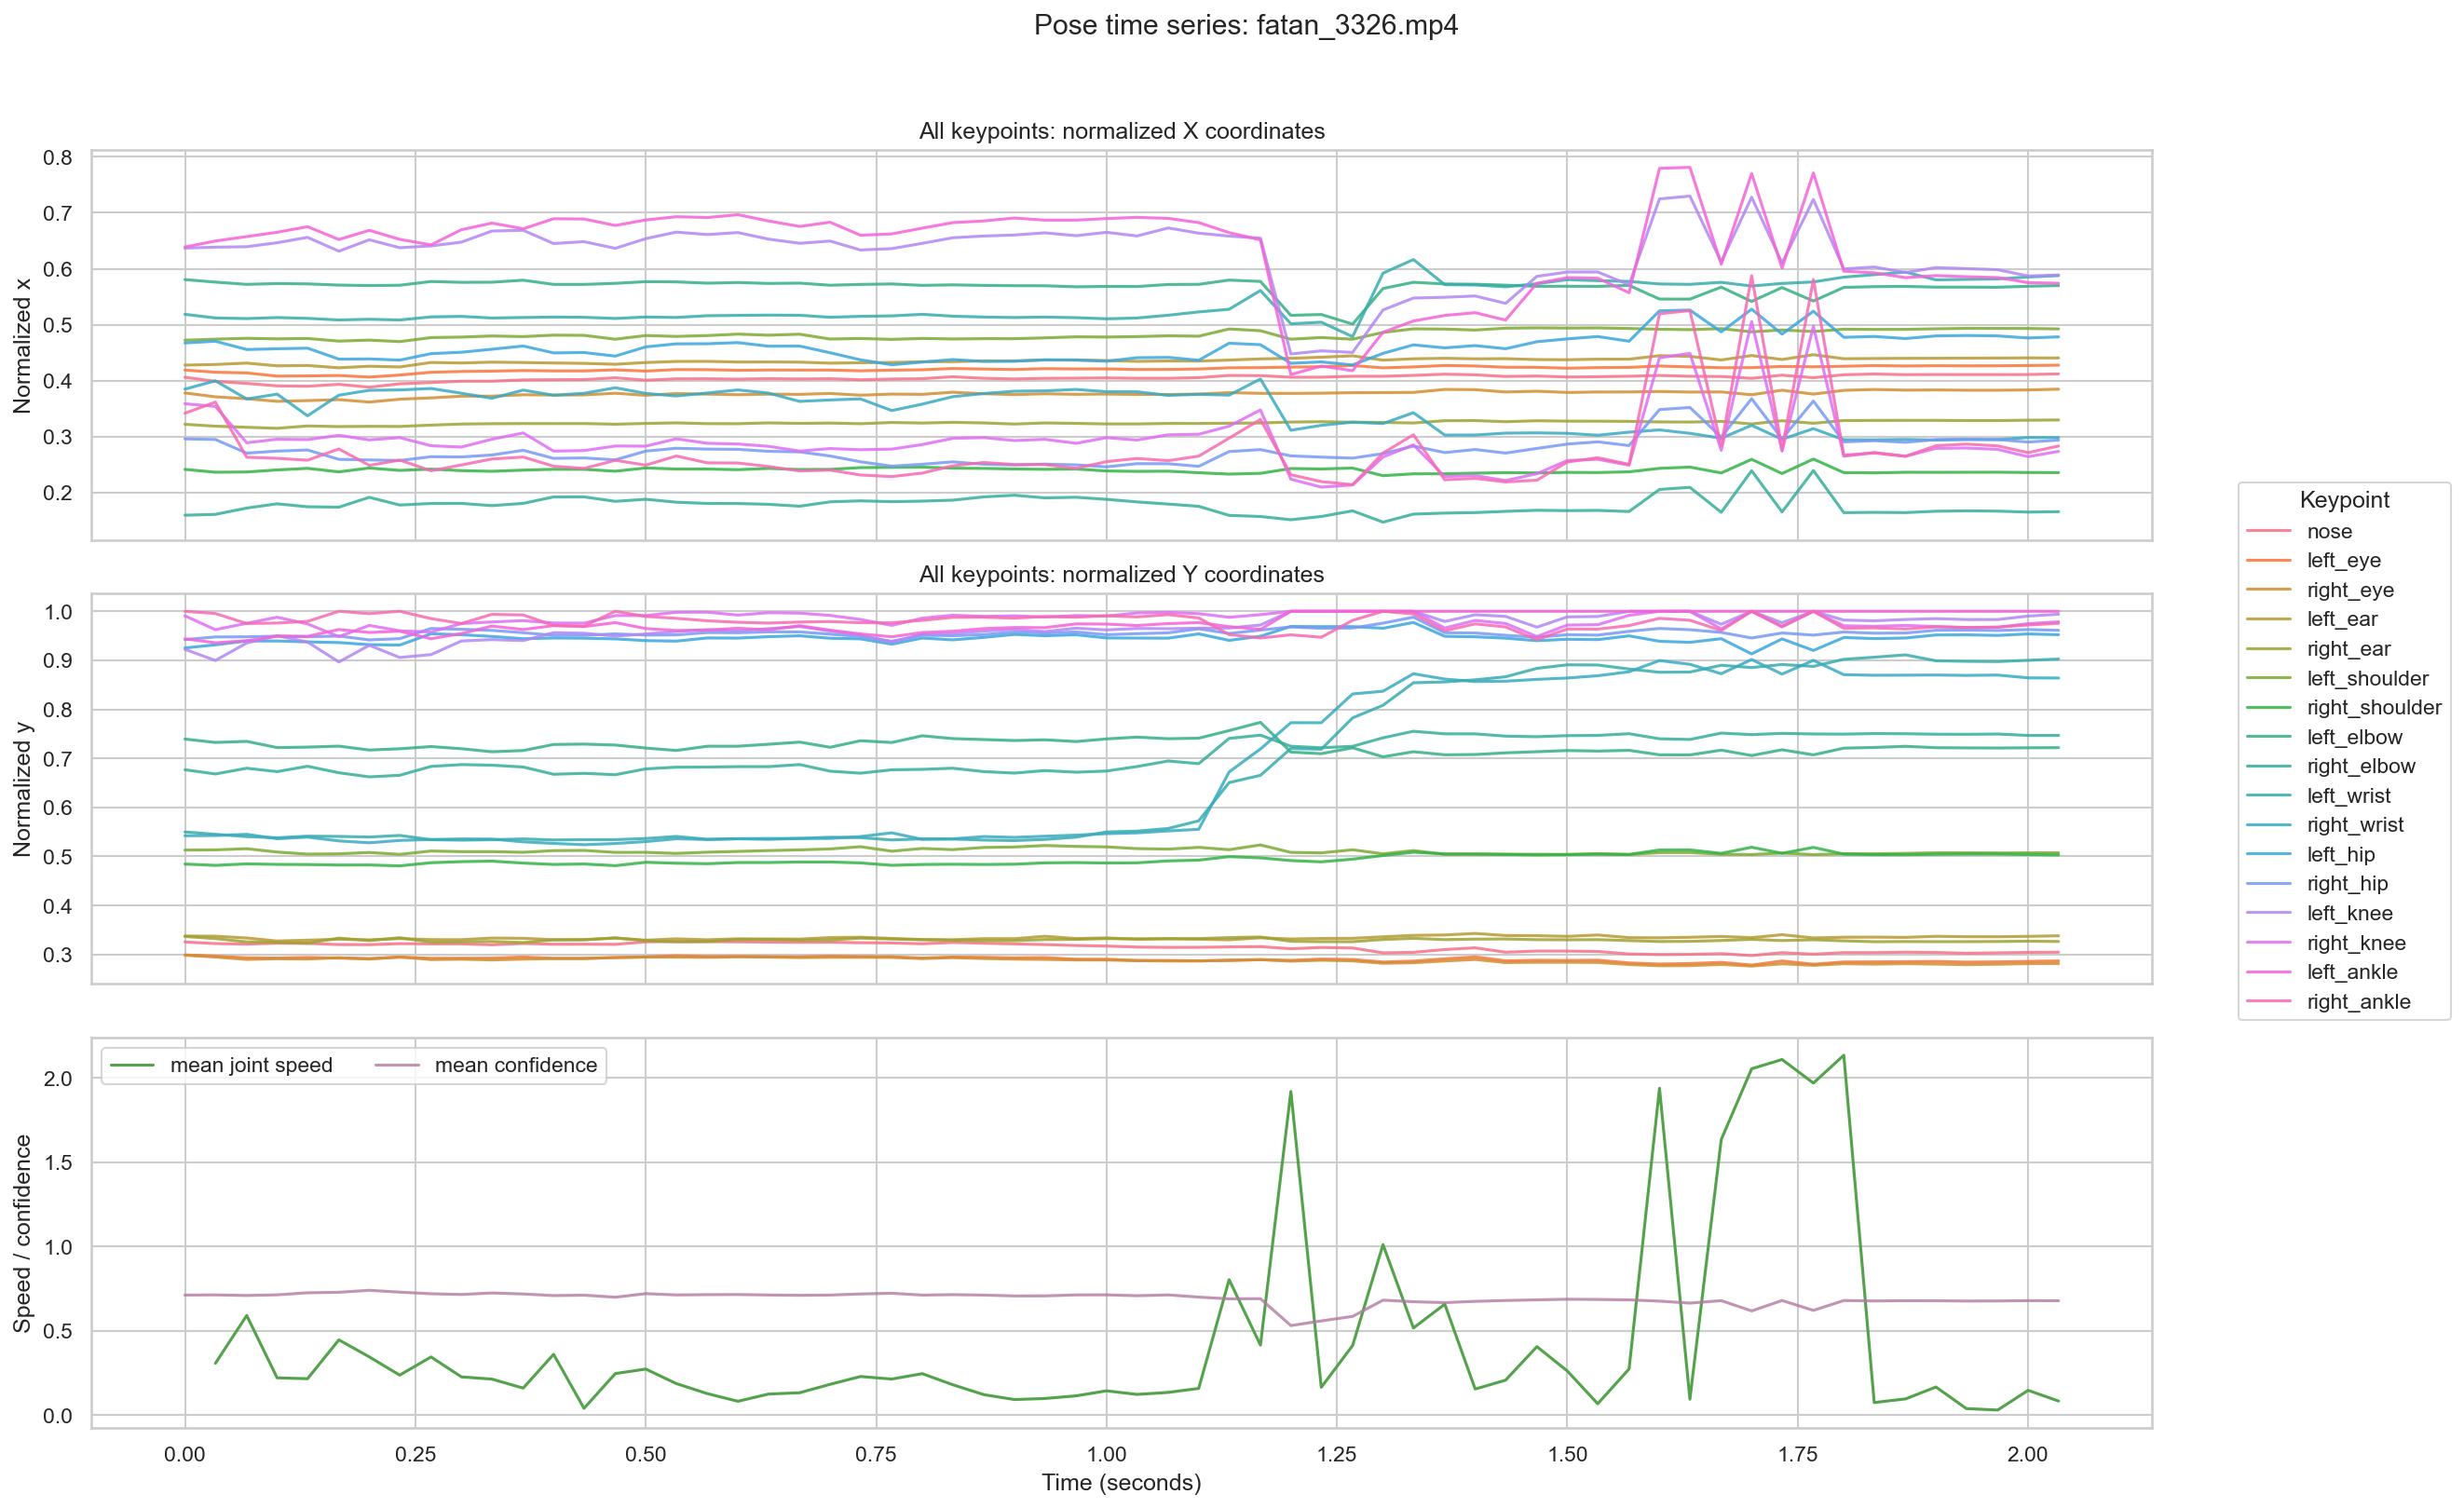 Pose time series: fatan_3326.mp4
All keypoints: normalized X coordinates
Normalized x
0.8
0.7
0.6
0.5
0.4
0.3
0.2
All keypoints: normalized Y coordinates
Normalized y
1.0
0.9
0.8
0.7
0.6
0.5
0.4
0.3
Keypoint
nose
left_eye
right_eye
left_ear
right_ear
left_shoulder
right_shoulder
left_elbow
right_elbow
left_wrist
right_wrist
left_hip
right_hip
left_knee
right_knee
left_ankle
right_ankle
mean joint speed mean confidence
Speed / confidence
2.0
1.5
1.0
0.5
0.0
0.00 0.25 0.50 0.75 1.00 1.25 1.50 1.75 2.00
Time (seconds)